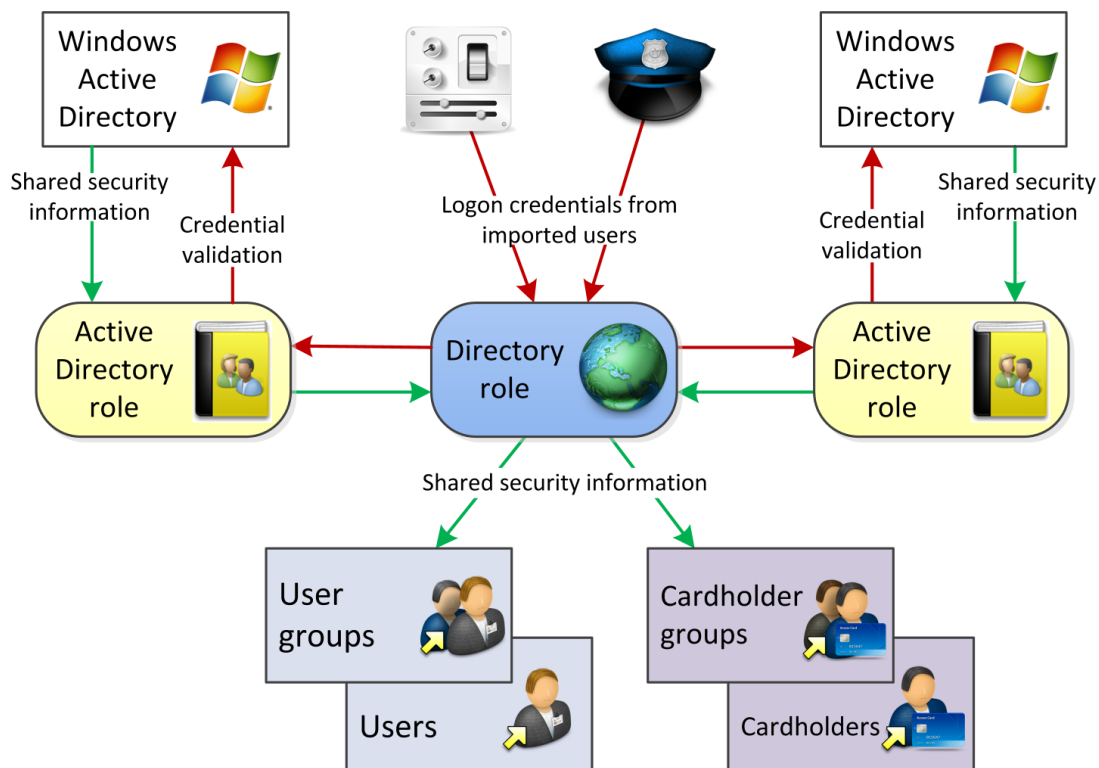 Windows
Active
Directory
Windows
Active
Directory
Shared security
information
Credential
validation
Logon credentials from
imported users
Credential
validation
Shared security
information
Active
Directory
role
Directory
role
Active
Directory
role
Shared security information
User
groups
Cardholder
groups
Users
Cardholders